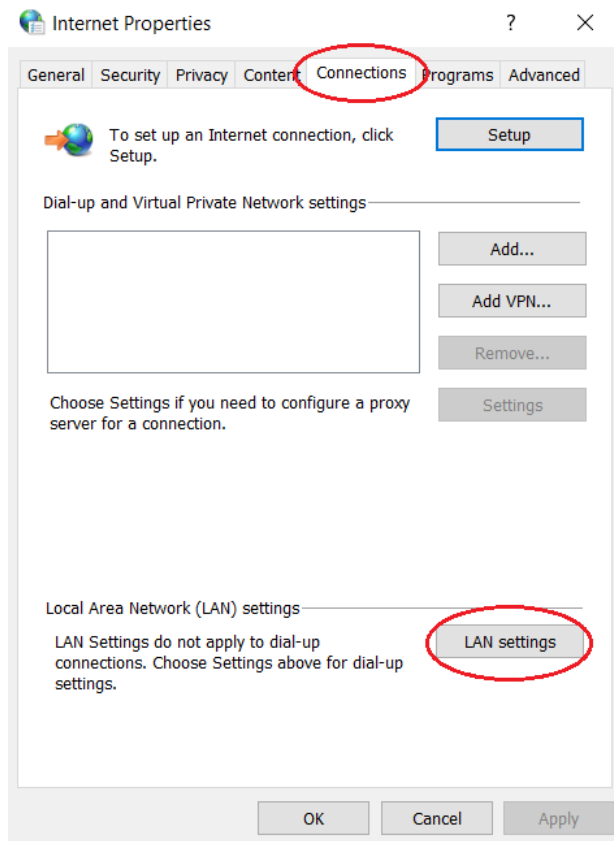 Internet Properties
?
General Security Privacy Content Connections Programs Advanced
To set up an Internet connection, click
Setup.
Setup
Dial-up and Virtual Private Network settings
Add...
Add VPN...
Remove...
Choose Settings if you need to configure a proxy
server for a connection.
Settings
Local Area Network (LAN) settings
LAN Settings do not apply to dial-up
connections. Choose Settings above for dial-up
settings.
LAN settings
OK Cancel Apply